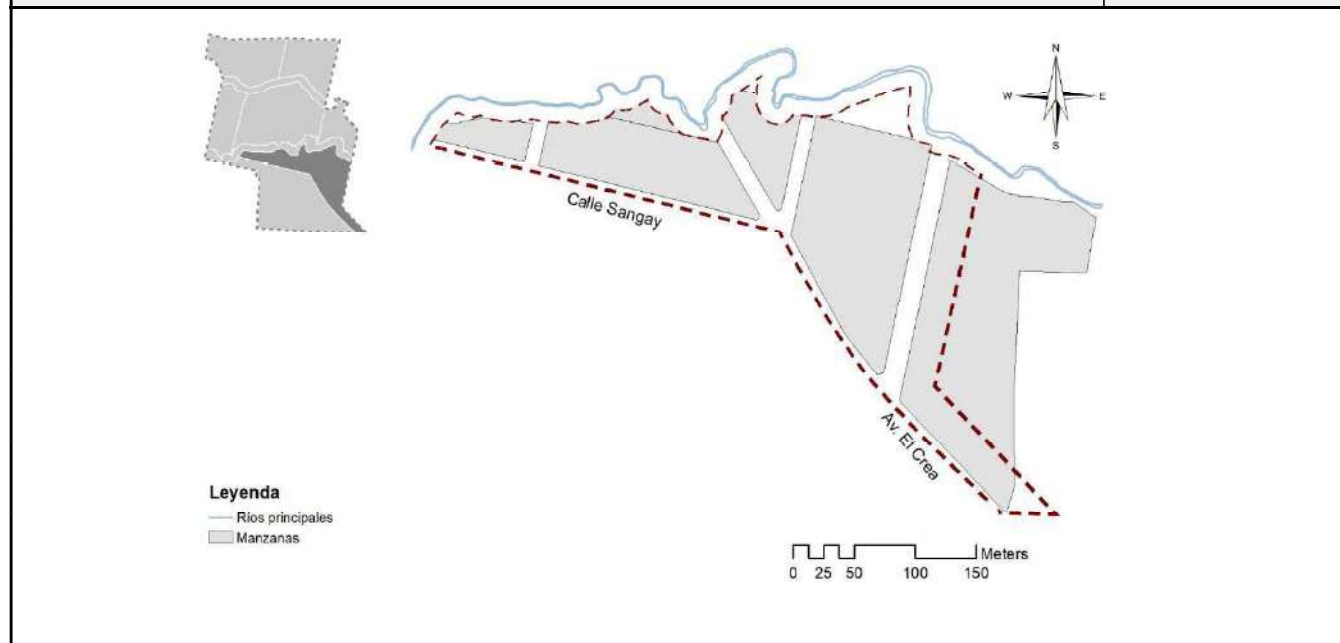 N
W E
S
Calle Sangay
Av. El Crea
Leyenda
Ríos principales
Manzanas
Meters
0 25 50 100 150